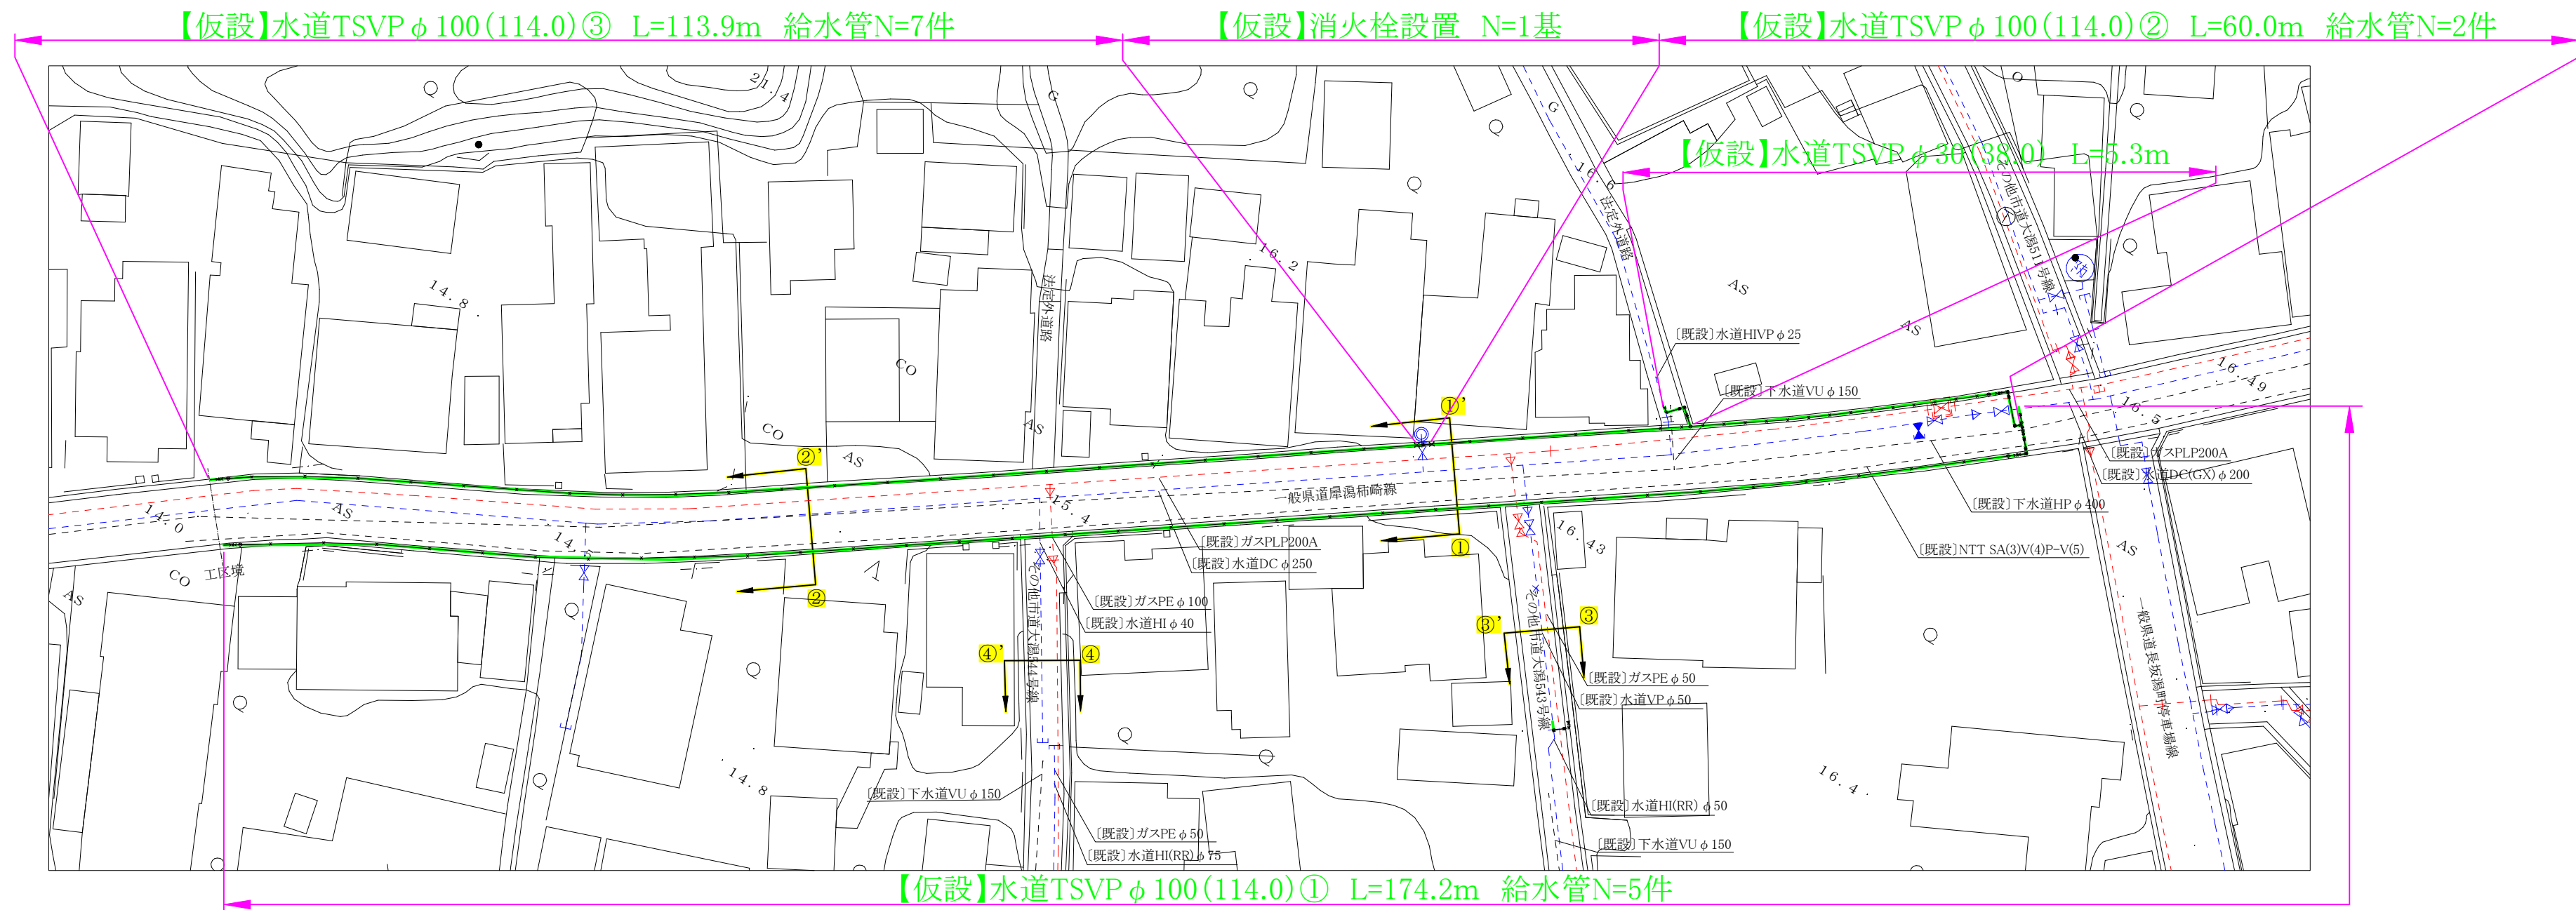 【仮設】水道TSVPφ100(114.0)③ L=113.9m 給水管N=7件
【仮設】消火栓設置 N=1基
【仮設】水道TSVPφ100(114.0)② L=60.0m 給水管N=2件
【仮設】水道TSVPφ30(38.0) L=5.3m
21.4
G
G
16.6
法定外道路
その他市道大潟511号線
16.2
14.8
法定外道路
AS
AS
消
〔既設〕水道HIVPφ25
〔既設〕下水道VUφ150
CO
CO
AS
AS
①'
②'
16.49
16.5
〔既設〕ガスPLP200A
〔既設〕水道DC(GX)φ200
〔既設〕下水道HPφ400
〔既設〕NTT SA(3)V(4)P-V(5)
一般県道犀潟柿崎線
15.4
14.0
AS
14.5
CO
工区境
AS
〔既設〕ガスPLP200A
〔既設〕水道DCφ250
①
②
16.43
AS
〔既設〕ガスPEφ100
〔既設〕水道HIφ40
その他市道大潟544号線
④'
④
その他市道大潟543号線
③'
③
〔既設〕ガスPEφ50
〔既設〕水道VPφ50
一般県道長坂潟町停車場線
14.8
16.4
〔既設〕下水道VUφ150
〔既設〕ガスPEφ50
〔既設〕水道HI(RR)φ75
〔既設〕水道HI(RR)φ50
〔既設〕下水道VUφ150
【仮設】水道TSVPφ100(114.0)① L=174.2m 給水管N=5件